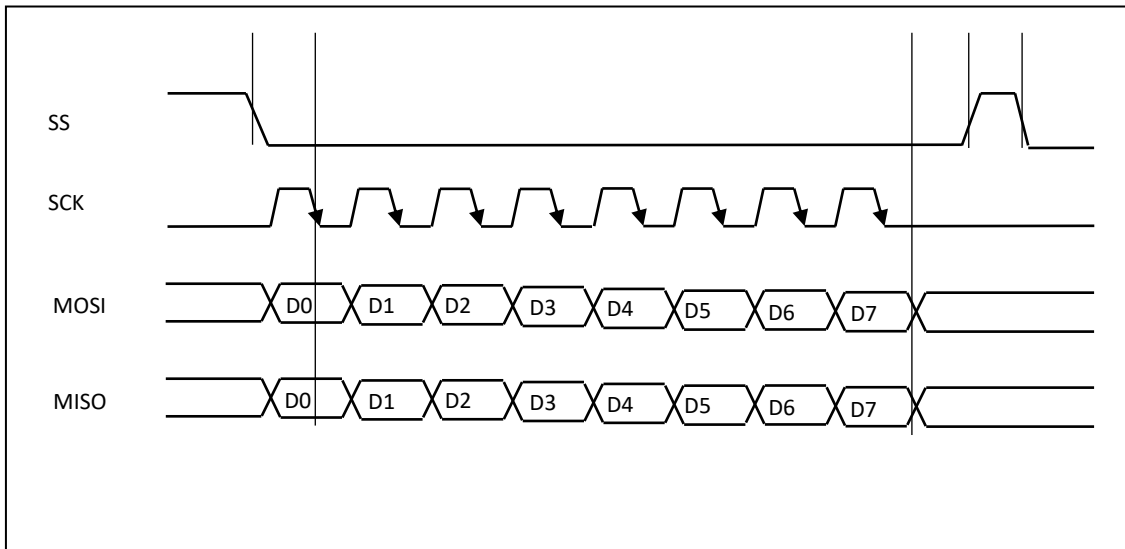 SS
SCK
MOSI D0 D1 D2 D3 D4 D5 D6 D7
MISO D0 D1 D2 D3 D4 D5 D6 D7